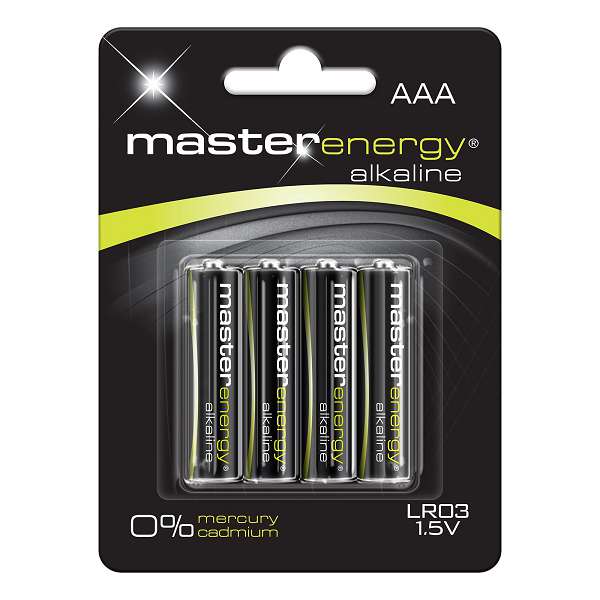 AAA
masterenergy®
alkaline
masterenergy®
alkaline
masterenergy®
alkaline
masterenergy®
alkaline
masterenergy®
alkaline
0% mercury
cadmium
LR03
1.5V